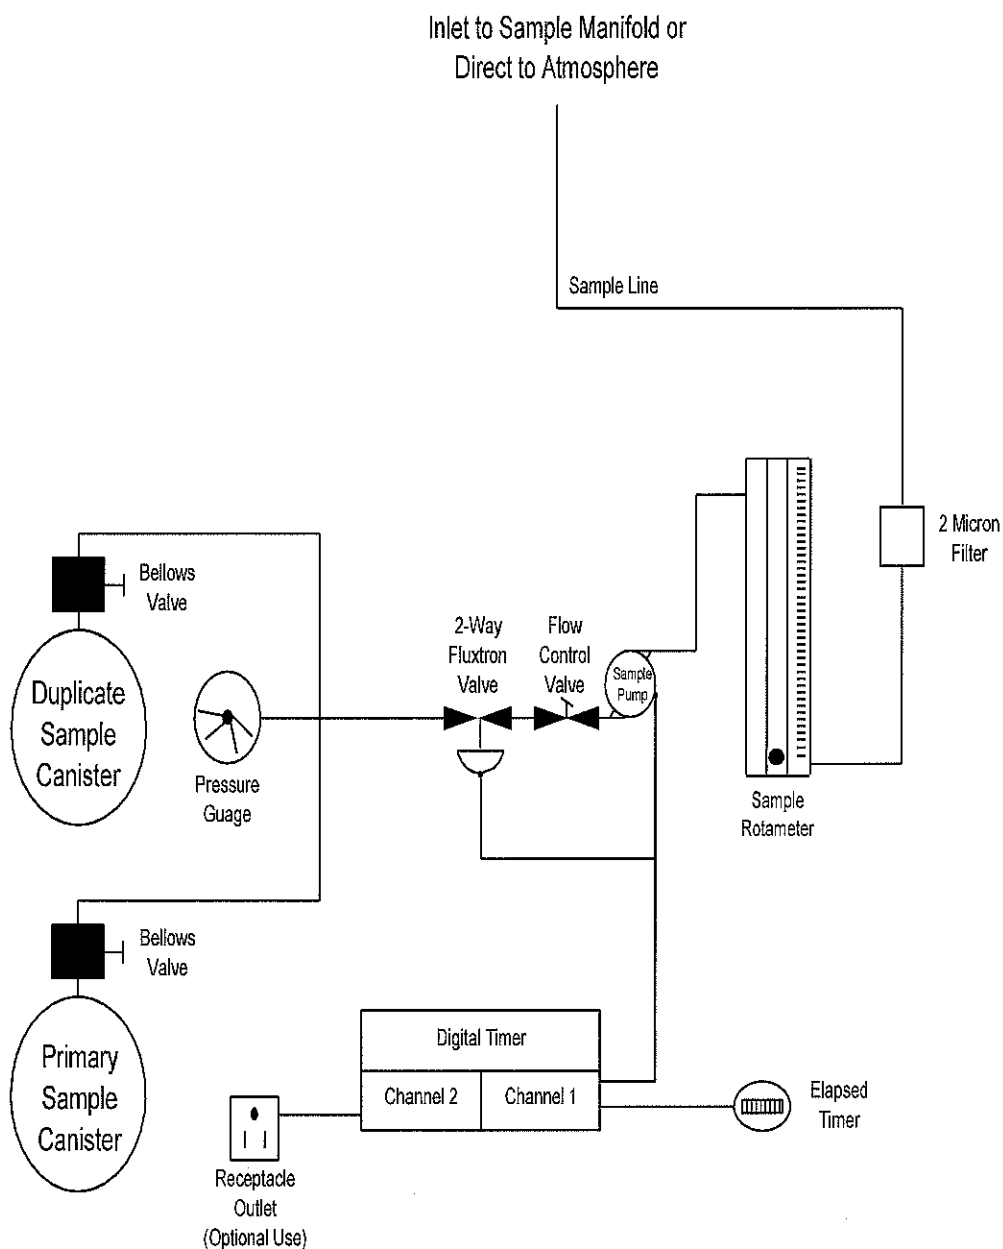 Inlet to Sample Manifold or
Direct to Atmosphere
Sample Line
2 Micron
Filter
Bellows
Valve
2-Way
Fluxtron
Valve
Flow
Control
Valve
Sample
Pump
Duplicate
Sample
Canister
Pressure
Guage
Sample
Rotameter
Bellows
Valve
Primary
Sample
Canister
Digital Timer
Channel 2
Channel 1
Elapsed
Timer
Receptacle
Outlet
(Optional Use)